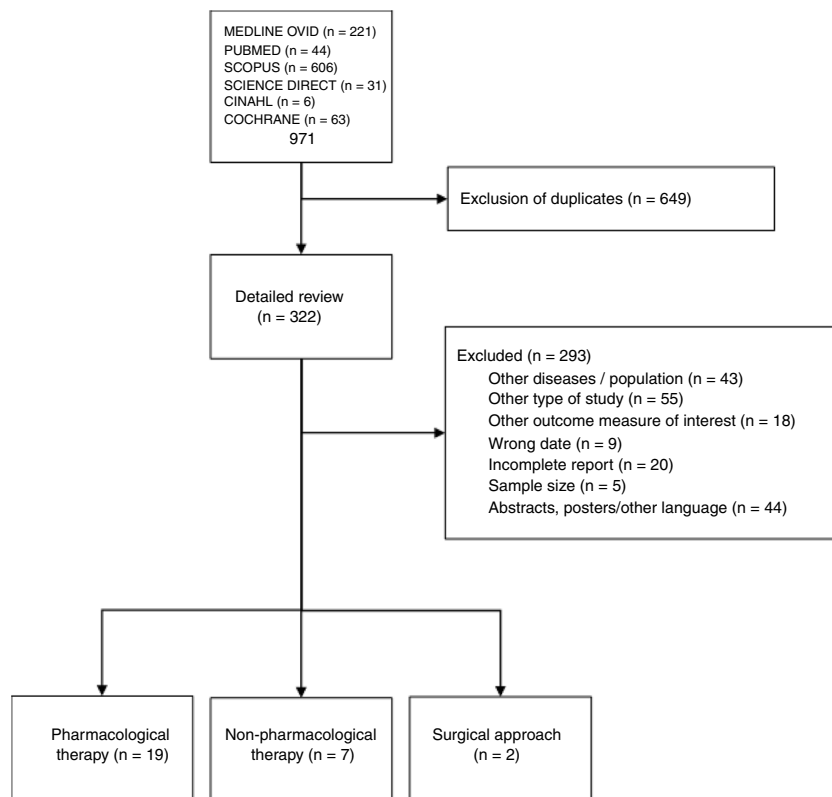 MEDLINE OVID (n = 221)
PUBMED (n = 44)
SCOPUS (n = 606)
SCIENCE DIRECT (n = 31)
CINAHL (n = 6)
COCHRANE (n = 63)
971
Exclusion of duplicates (n = 649)
Detailed review
(n = 322)
Excluded (n = 293)
Other diseases / population (n = 43)
Other type of study (n = 55)
Other outcome measure of interest (n = 18)
Wrong date (n = 9)
Incomplete report (n = 20)
Sample size (n = 5)
Abstracts, posters/other language (n = 44)
Pharmacological
therapy (n = 19)
Non-pharmacological
therapy (n = 7)
Surgical approach
(n = 2)